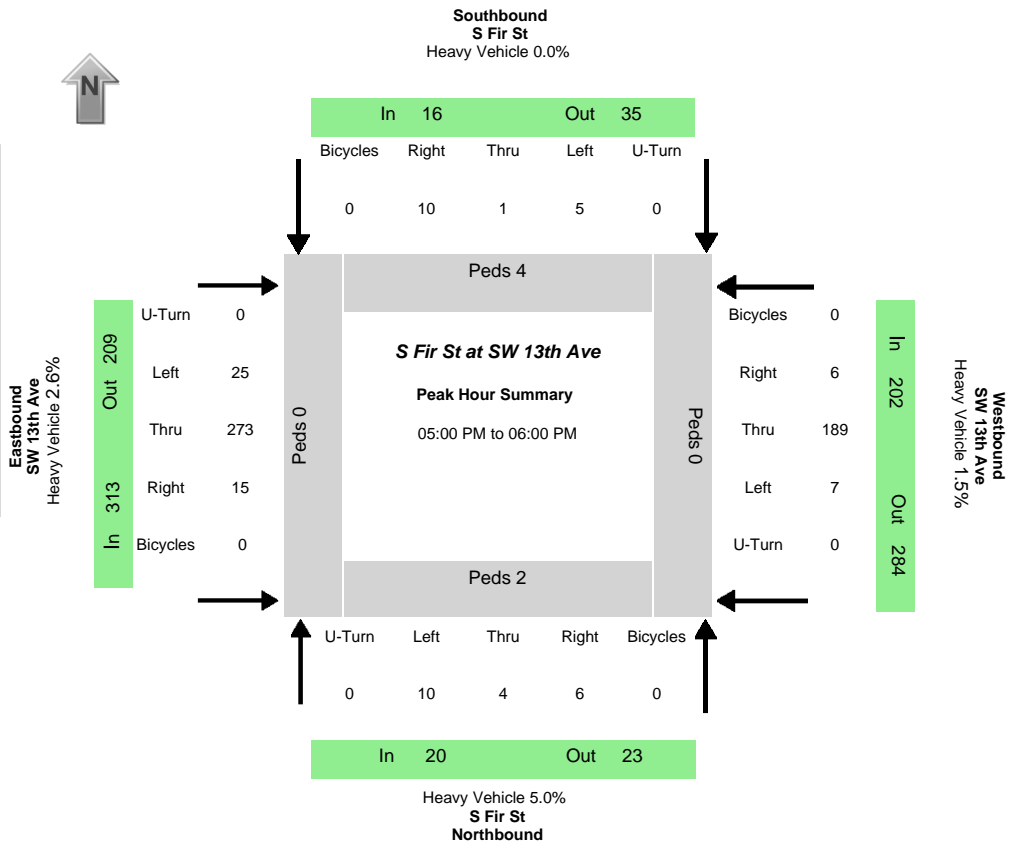 Southbound
S Fir St
Heavy Vehicle 0.0%
N
In 16 Out 35
Bicycles Right Thru Left U-Turn
0 10 1 5 0
Peds 4
Eastbound
SW 13th Ave
Heavy Vehicle 2.6%
In 313 Out 209
U-Turn 0
Left 25
Thru 273
Right 15
Bicycles 0
Peds 0
S Fir St at SW 13th Ave
Peak Hour Summary
05:00 PM to 06:00 PM
Peds 0
Bicycles 0
Right 6
Thru 189
Left 7
U-Turn 0
In 202 Out 284
Westbound
SW 13th Ave
Heavy Vehicle 1.5%
Peds 2
U-Turn Left Thru Right Bicycles
0 10 4 6 0
In 20 Out 23
Heavy Vehicle 5.0%
S Fir St
Northbound